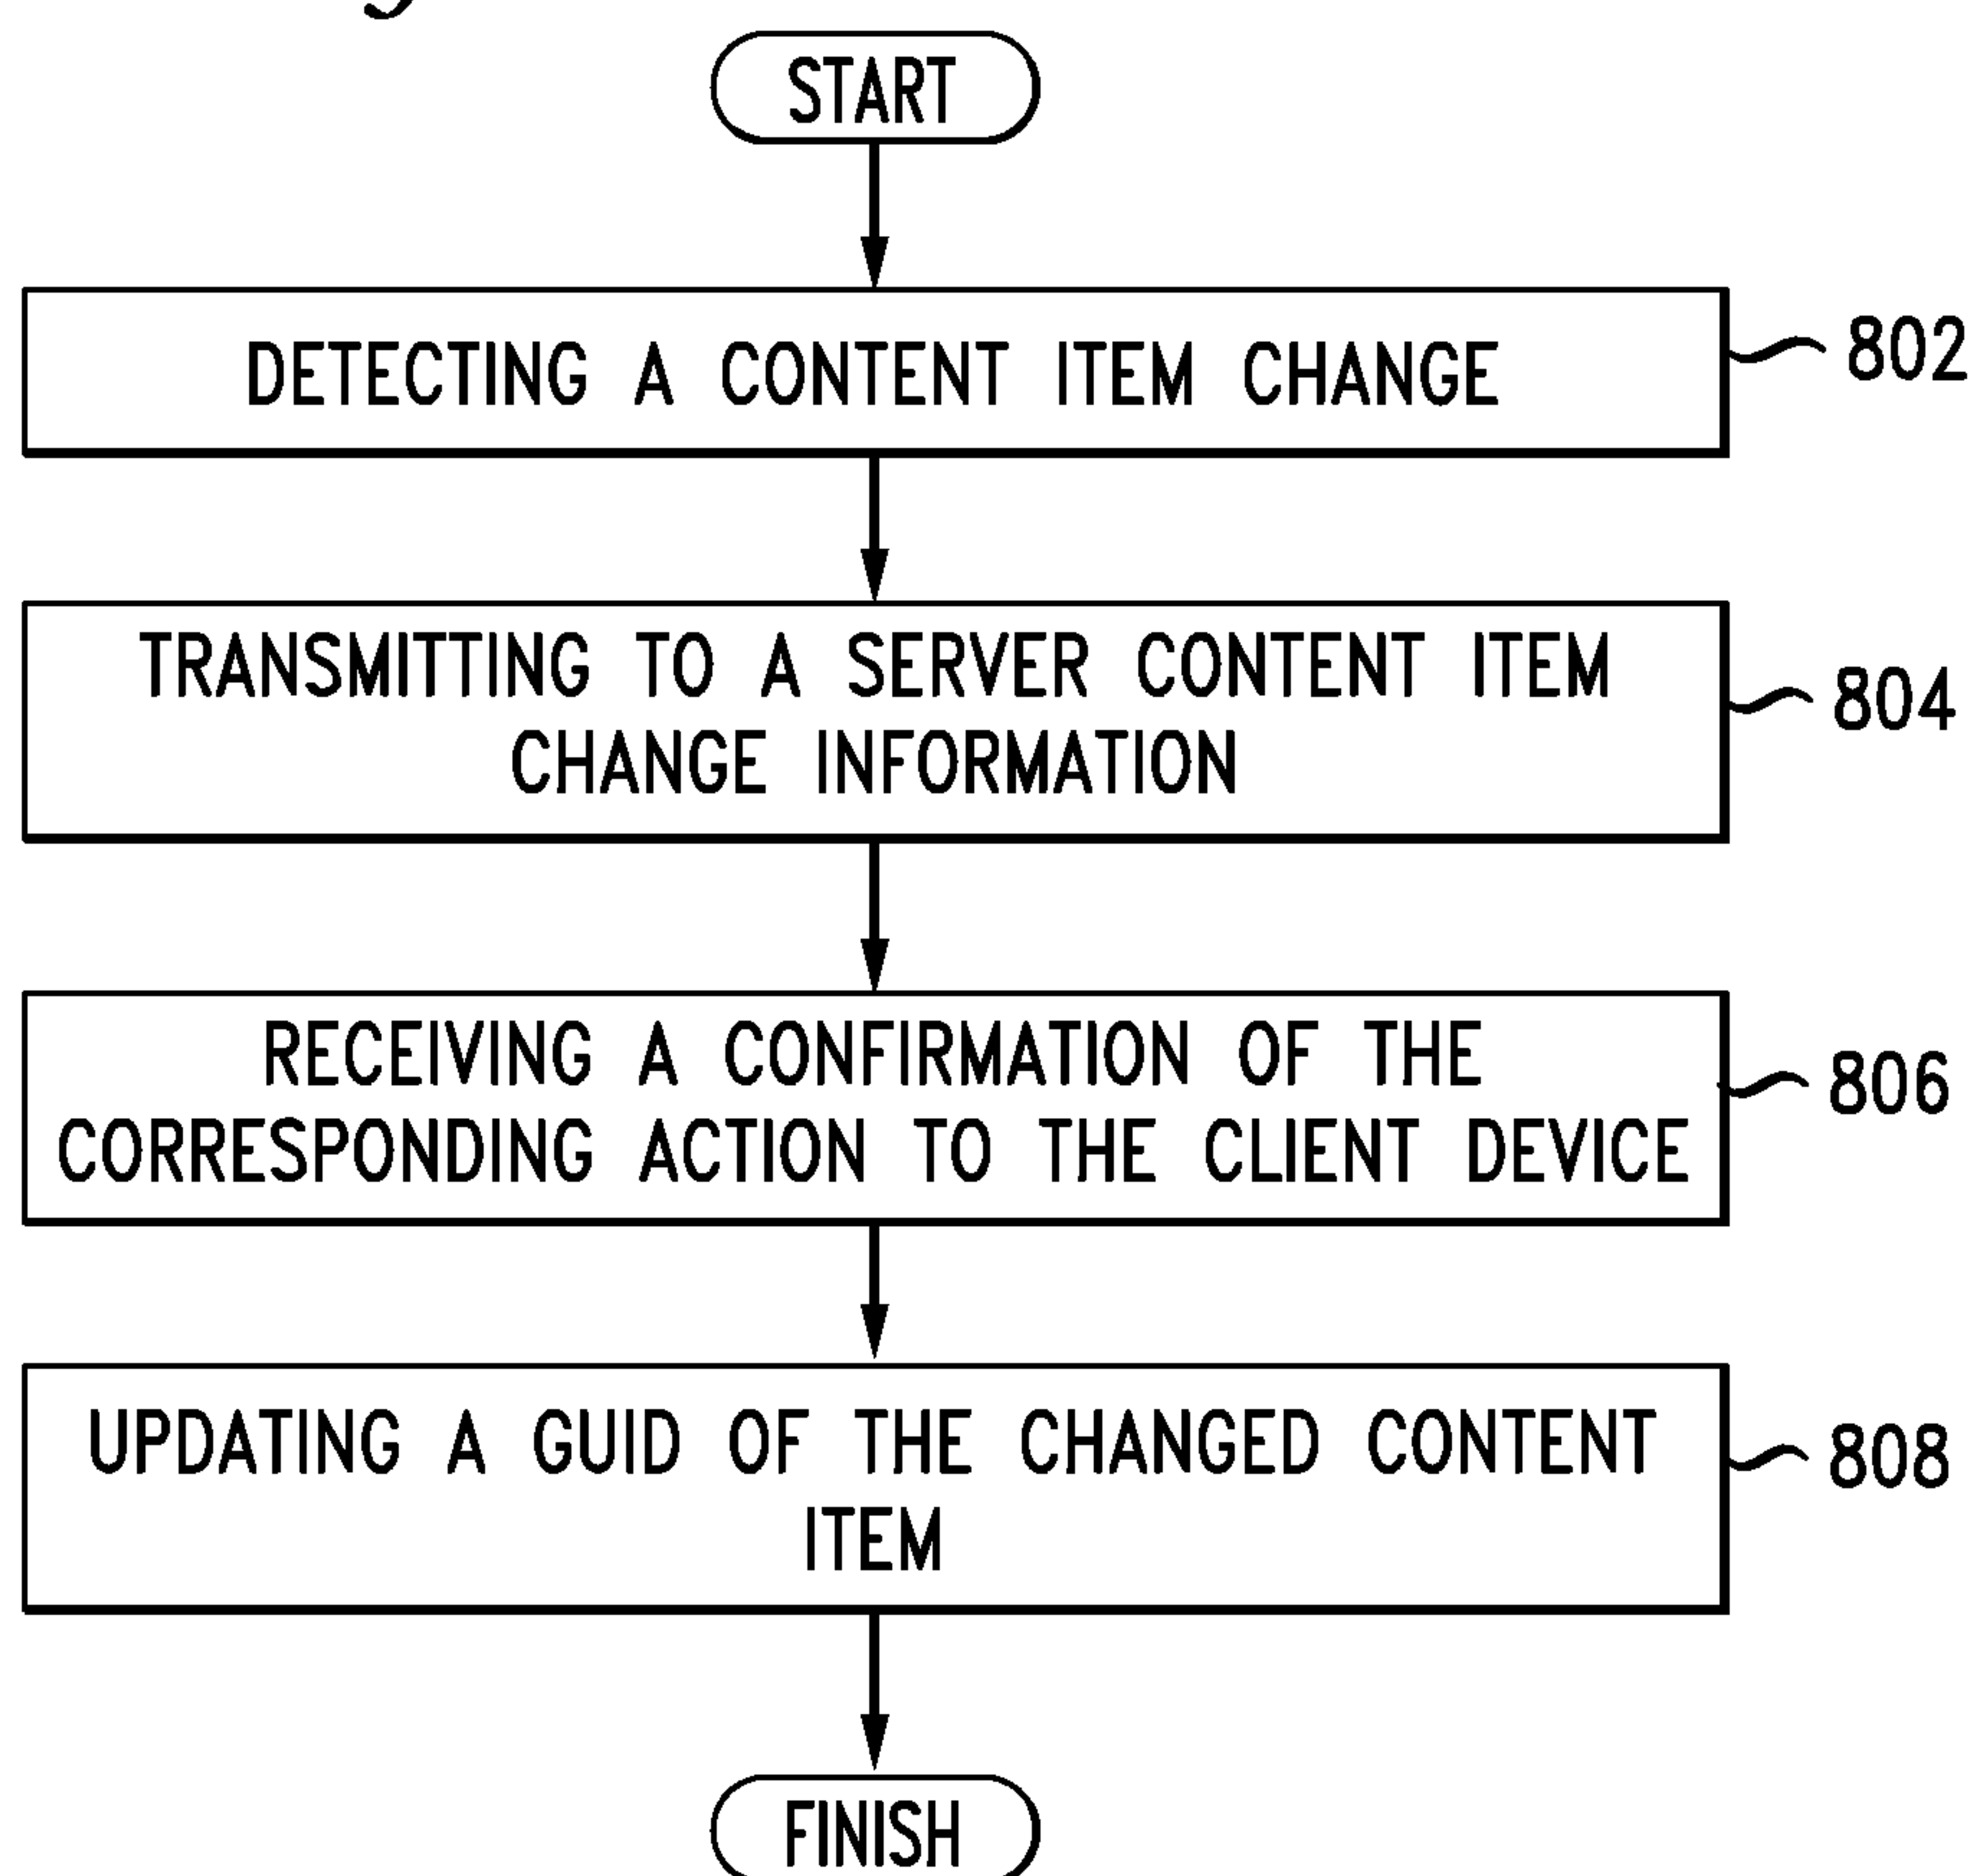 START
DETECTING A CONTENT ITEM CHANGE
802
TRANSMITTING TO A SERVER CONTENT ITEM
CHANGE INFORMATION
804
RECEIVING A CONFIRMATION OF THE
CORRESPONDING ACTION TO THE CLIENT DEVICE
806
UPDATING A GUID OF THE CHANGED CONTENT
ITEM
808
FINISH